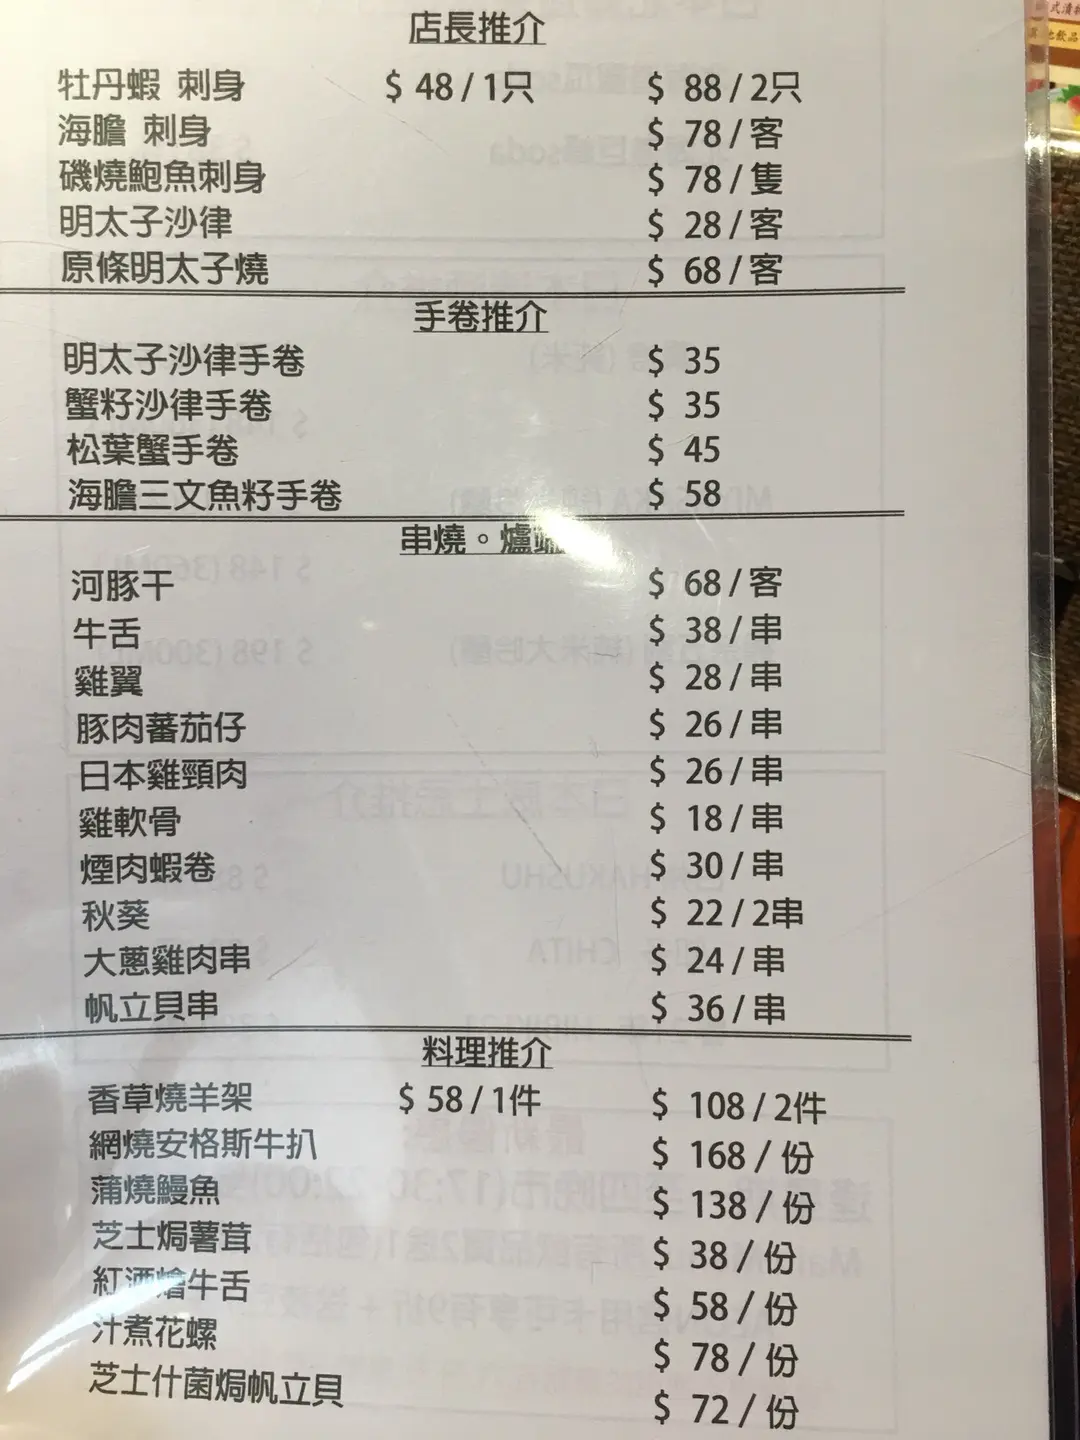 店長推介
牡丹蝦 刺身 $ 48 / 1只 $ 88 / 2只
海膽 刺身 $ 78 / 客
磯燒鮑魚刺身 $ 78 / 隻
明太子沙律 $ 28 / 客
原條明太子燒 $ 68 / 客
手卷推介
明太子沙律手卷 $ 35
蟹籽沙律手卷 $ 35
松葉蟹手卷 $ 45
海膽三文魚籽手卷 $ 58
串燒。爐端
河豚干 $ 68 / 客
牛舌 $ 38 / 串
雞翼 $ 28 / 串
豚肉蕃茄仔 $ 26 / 串
日本雞頸肉 $ 26 / 串
雞軟骨 $ 18 / 串
煙肉蝦卷 $ 30 / 串
秋葵 $ 22 / 2串
大蔥雞肉串 $ 24 / 串
帆立貝串 $ 36 / 串
料理推介
香草燒羊架 $ 58 / 1件 $ 108 / 2件
網燒安格斯牛扒 $ 168 / 份
蒲燒鰻魚 $ 138 / 份
芝士焗薯茸 $ 38 / 份
紅酒燴牛舌 $ 58 / 份
汁煮花螺 $ 78 / 份
芝士什菌焗帆立貝 $ 72 / 份